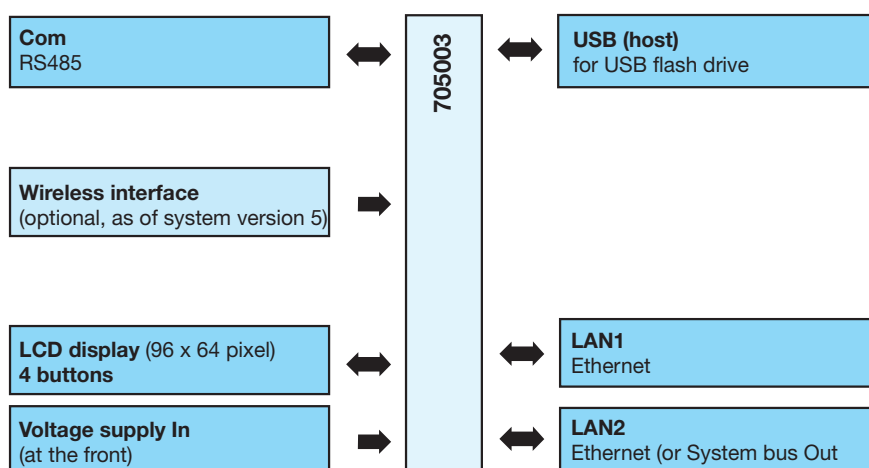 Com
RS485
Wireless interface
(optional, as of system version 5)
LCD display (96 x 64 pixel)
4 buttons
Voltage supply In
(at the front)
705003
USB (host)
for USB flash drive
LAN1
Ethernet
LAN2
Ethernet (or System bus Out